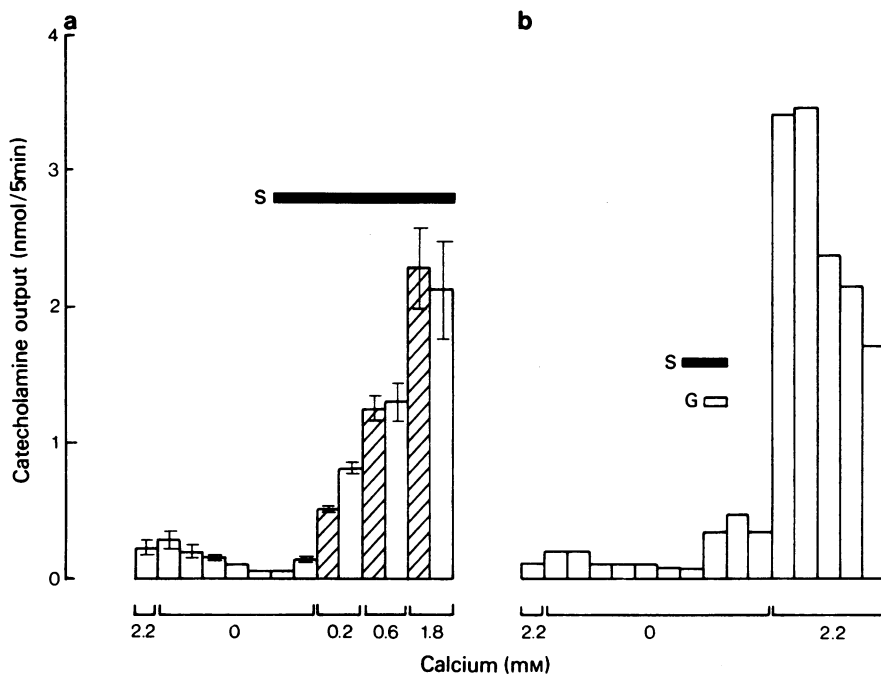 a
b
Catecholamine output (nmol/5min)
4
3
2
1
0
S
S
G
2.2 0 0.2 0.6 1.8
2.2 0 2.2
Calcium (mM)